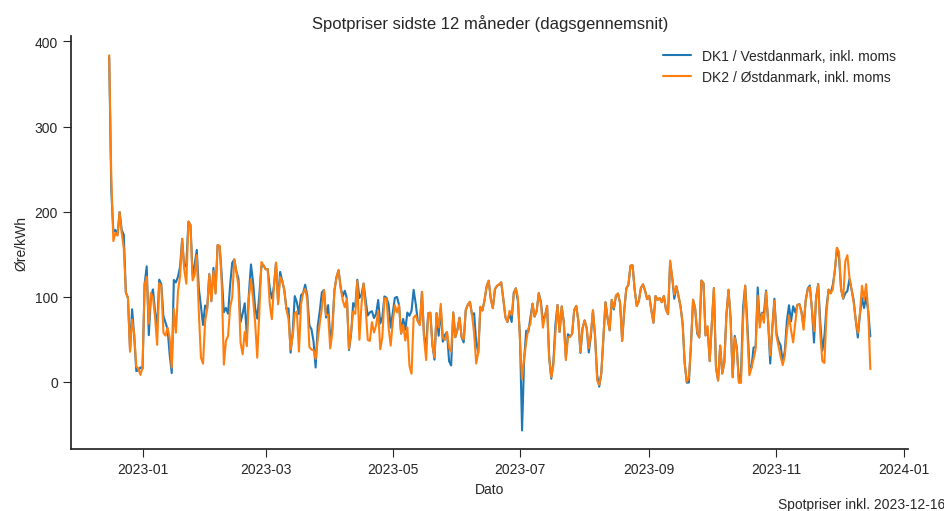 Spotpriser sidste 12 måneder (dagsgennemsnit)
DK1 / Vestdanmark, inkl. moms
DK2 / Østdanmark, inkl. moms
Øre/kWh
400
300
200
100
0
2023-01
2023-03
2023-05
2023-07
2023-09
2023-11
2024-01
Dato
Spotpriser inkl. 2023-12-16